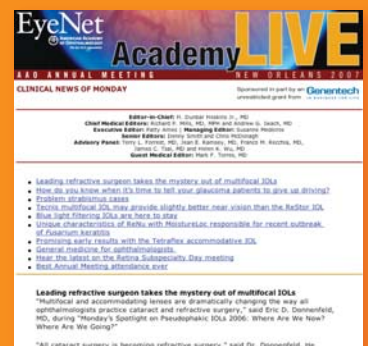 EyeNet
AMERICAN ACADEMY
OF OPHTHALMOLOGY
Academy LIVE
AAO ANNUAL MEETING NEW ORLEANS 2007
CLINICAL NEWS OF MONDAY
Sponsored in part by an
unrestricted grant from Genentech
IN BUSINESS FOR LIFE
Editor-in-Chief: H. Dunbar Hoskins Jr., MD
Chief Medical Editors: Richard P. Mills, MD, MPH and Andrew G. Iwach, MD
Executive Editor: Patty Ames | Managing Editor: Susanne Medeiros
Senior Editors: Denny Smith and Chris McDonagh
Advisory Panel:
MD, Jean E. Ramsey, MD, Franco M. Recchia, MD,
James C. Tsai, MD and Helen K. Wu, MD
Guest Medical Editor: Mark F. Torres, MD
Leading refractive surgeon takes the mystery out of multifocal IOLs
How do you know when it's time to tell your glaucoma patients to give up driving?
Problem strabismus cases
Tecnis multifocal IOL may provide slightly better near vision than the ReStor IOL
Blue light filtering IOLs are here to stay
Unique characteristics of ReNu with MoistureLoc responsible for recent outbreak
of Fusarium keratitis
Promising early results with the Tetraflex accommodative IOL
General medicine for ophthalmologists
Hear the latest on the Retina Subspecialty Day meeting
Best Annual Meeting attendance ever
Leading refractive surgeon takes the mystery out of multifocal IOLs
"Multifocal and accommodating lenses are dramatically changing the way all
ophthalmologists practice cataract and refractive surgery," said Eric D. Donnenfeld,
MD, during "Monday's Spotlight on Pseudophakic IOLs 2006: Where Are We Now?
Where Are We Going?"
"All cataract surgery is becoming refractive surgery," said Dr. Donnenfeld. He